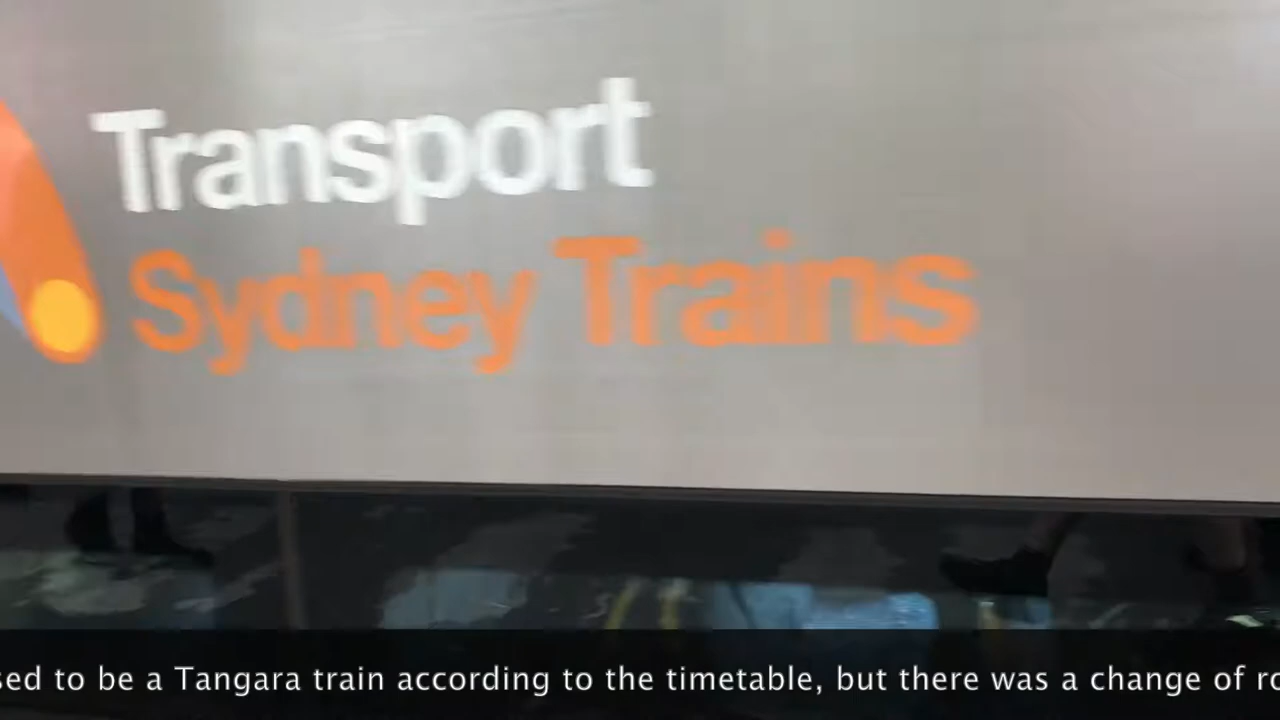 Transport
Sydney Trains
sed to be a Tangara train according to the timetable, but there was a change of ro